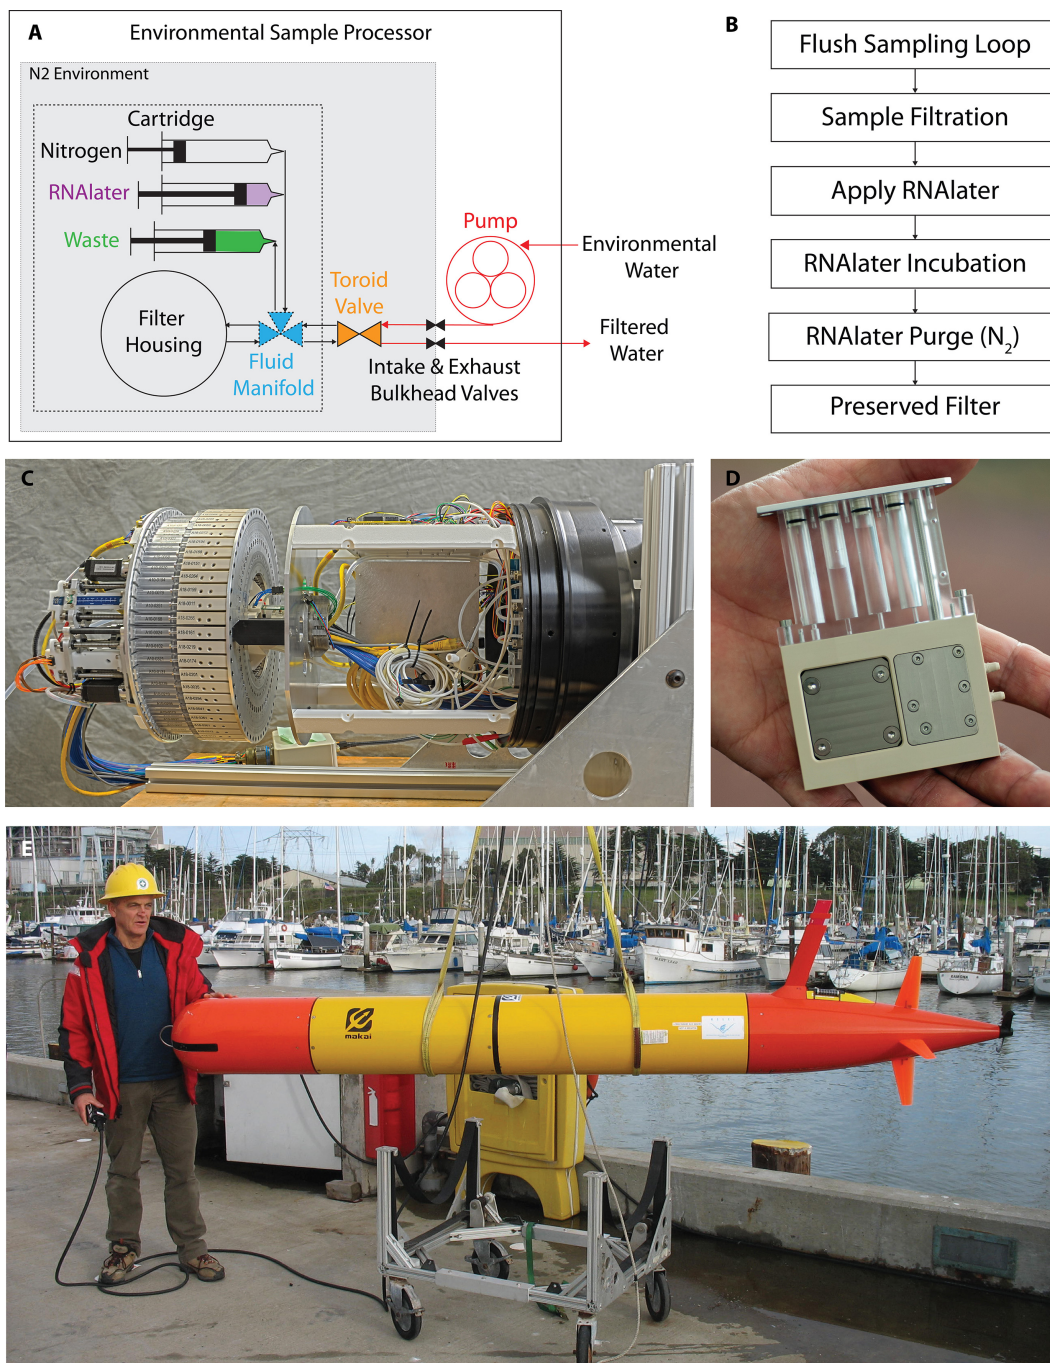 A
Environmental Sample Processor
N2 Environment
Cartridge
Nitrogen
RNAlater
Waste
Filter
Housing
Fluid
Manifold
Toroid
Valve
Pump
Environmental
Water
Filtered
Water
Intake & Exhaust
Bulkhead Valves
B
Flush Sampling Loop
Sample Filtration
Apply RNAlater
RNAlater Incubation
RNAlater Purge (N2)
Preserved Filter
C
D
E
makai